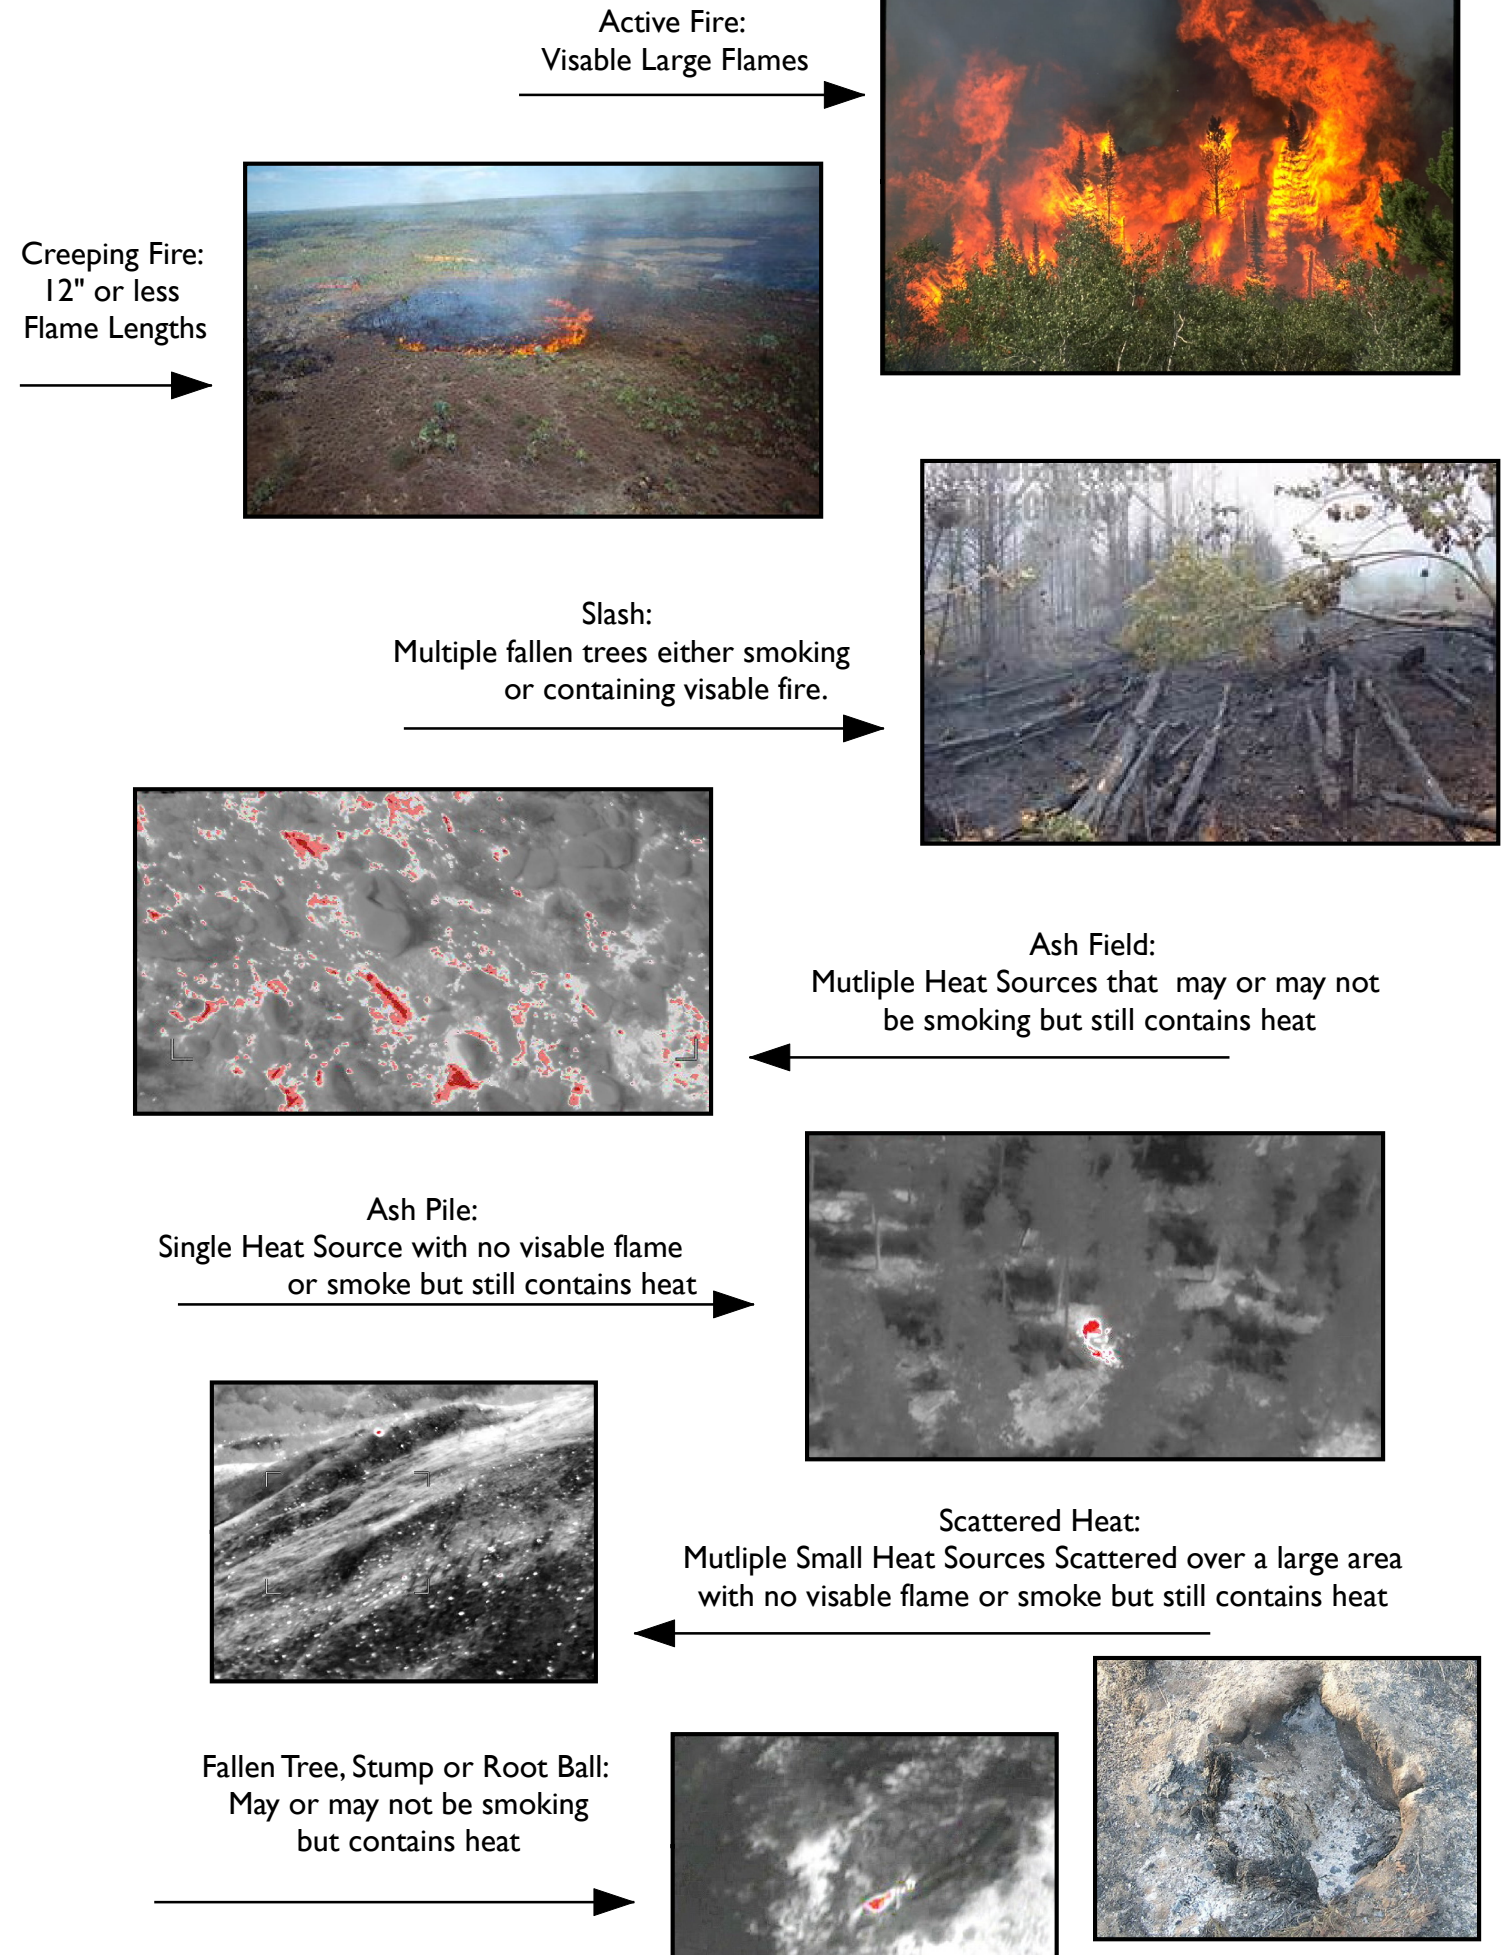 Active Fire:
Visable Large Flames
Creeping Fire:
12" or less
Flame Lengths
Slash:
Multiple fallen trees either smoking
or containing visable fire.
Ash Field:
Mutliple Heat Sources that  may or may not
be smoking but still contains heat
Ash Pile:
Single Heat Source with no visable flame
or smoke but still contains heat
Scattered Heat:
Mutliple Small Heat Sources Scattered over a large area
with no visable flame or smoke but still contains heat
Fallen Tree, Stump or Root Ball:
May or may not be smoking
but contains heat